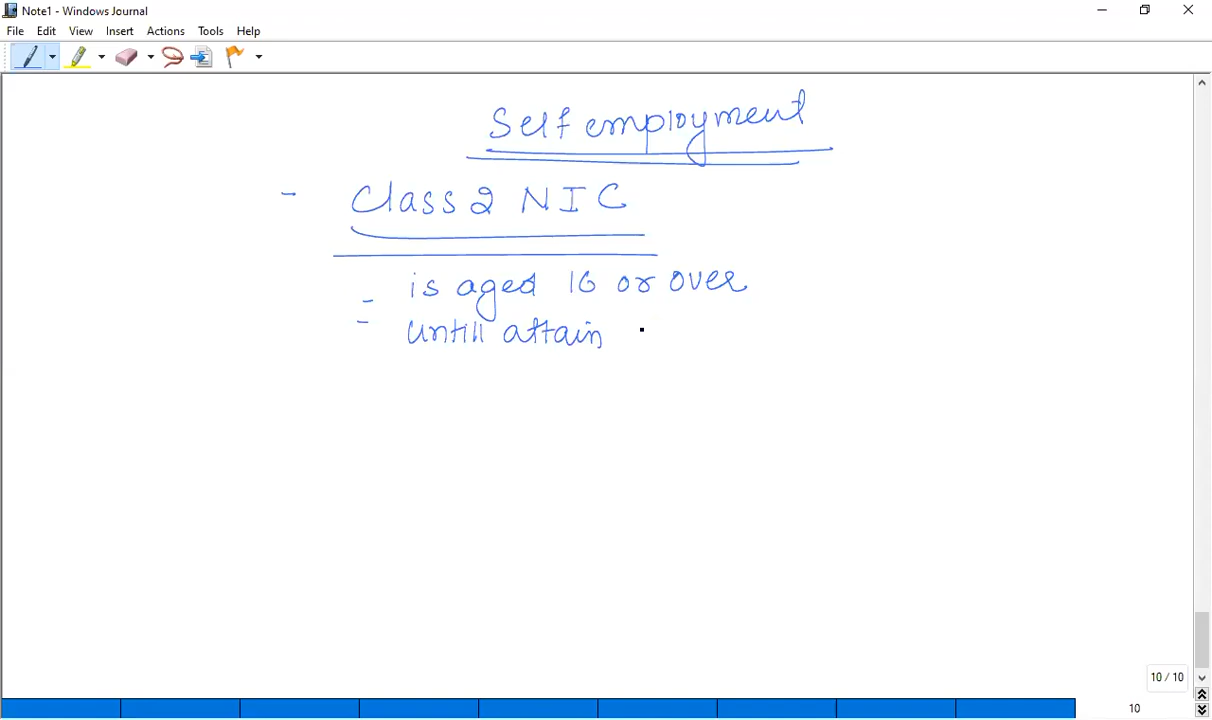 Note1 - Windows Journal
File Edit View Insert Actions Tools Help
Self employment
- Class 2 NIC
- is aged 16 or over
- untill attain
10 / 10
10